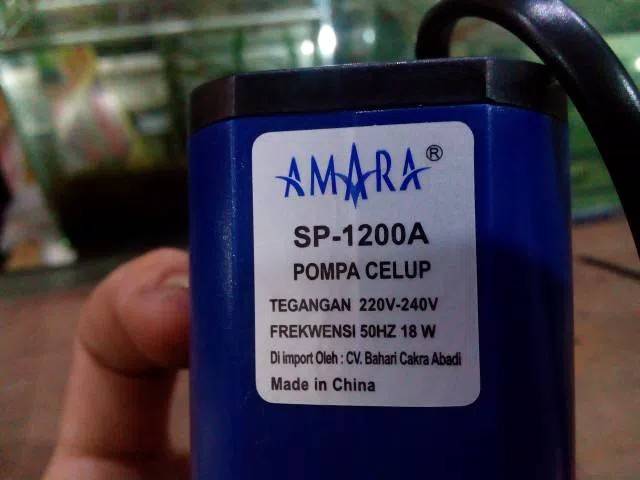 AMARA®
SP-1200A
POMPA CELUP
TEGANGAN 220V-240V
FREKWENSI 50HZ 18 W
Di import Oleh : CV. Bahari Cakra Abadi
Made in China